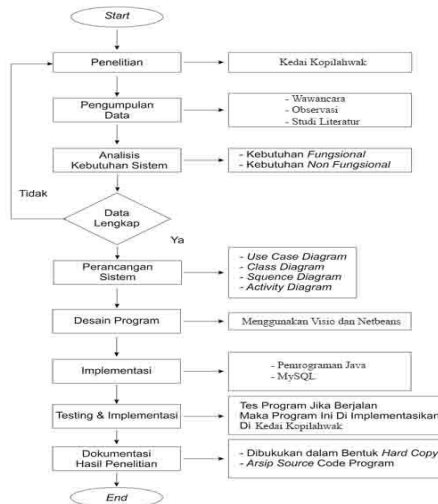 Start
Penelitian
Kedai Kopilahwak
Pengumpulan
Data
- Wawancara
- Observasi
- Studi Literatur
Analisis
Kebutuhan Sistem
- Kebutuhan Fungsional
- Kebutuhan Non Fungsional
Tidak
Data
Lengkap
Ya
Perancangan
Sistem
- Use Case Diagram
- Class Diagram
- Squence Diagram
- Activity Diagram
Desain Program
Menggunakan Visio dan Netbeans
Implementasi
- Pemrograman Java
- MySQL
Testing & Implementasi
Tes Program Jika Berjalan
Maka Program Ini Di Implementasikan
Di Kedai Kopilahwak
Dokumentasi
Hasil Penelitian
- Dibukukan dalam Bentuk Hard Copy
- Arsip Source Code Program
End